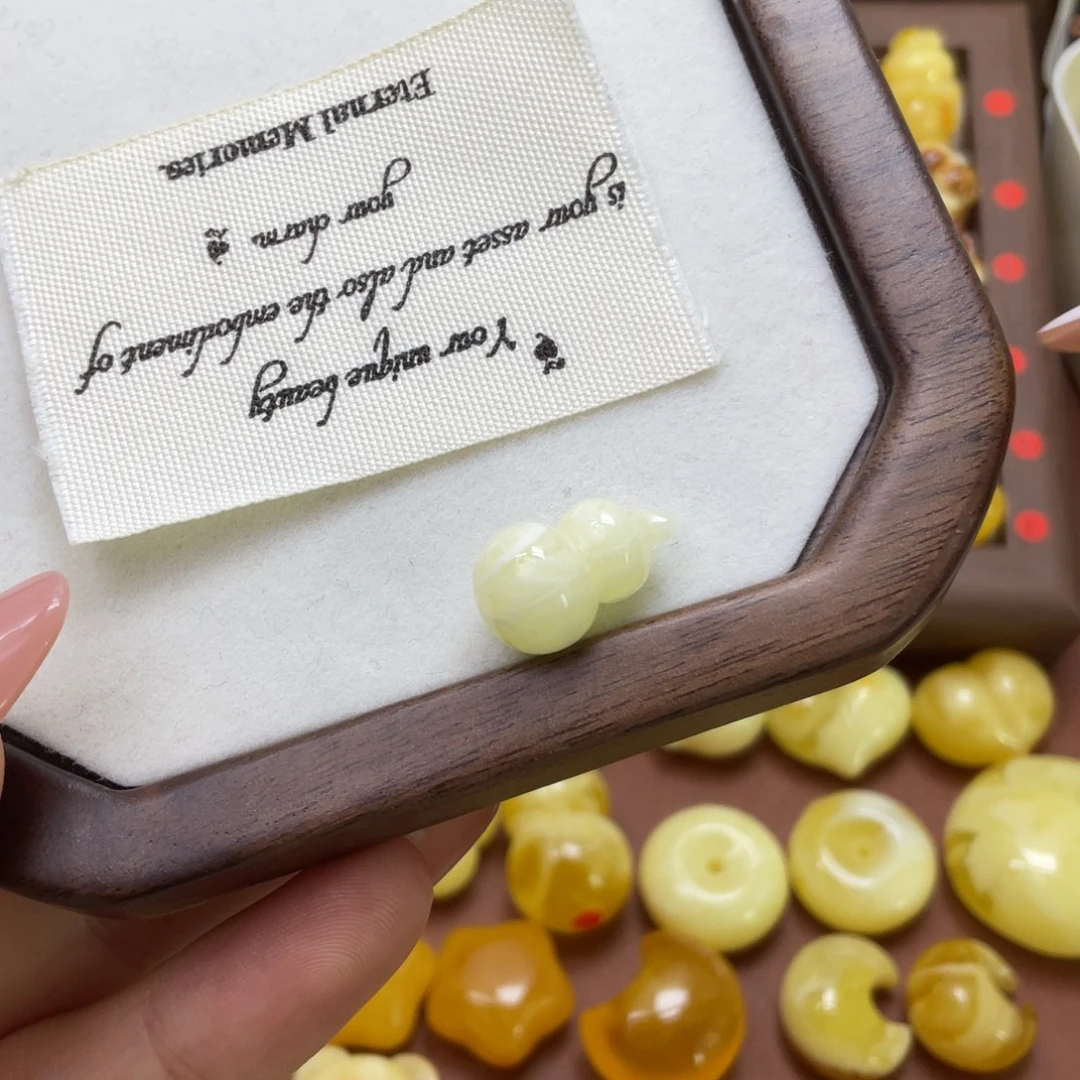 Your unique beauty
is your asset and also the embodiment of
your charm
Eternal Memories.